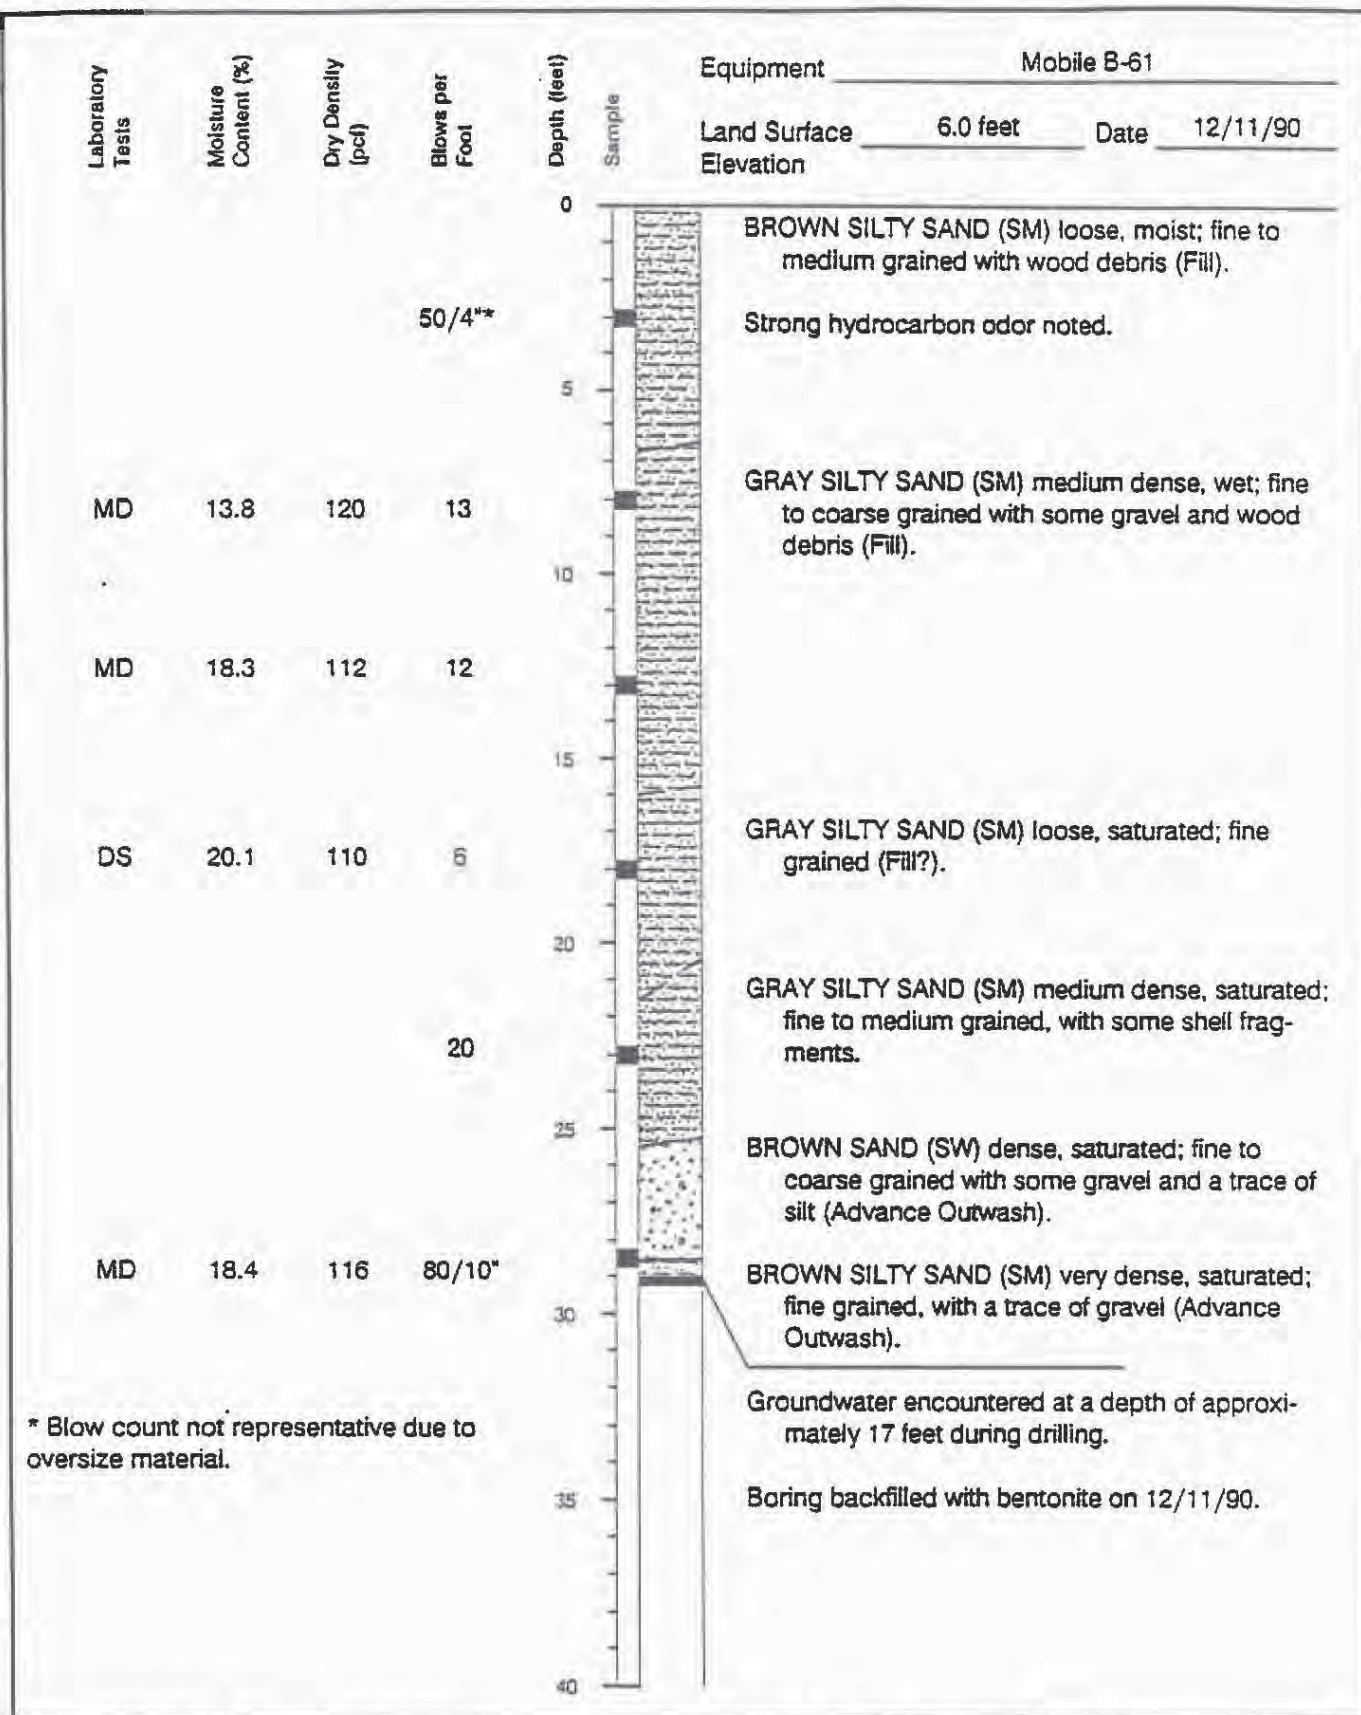 Laboratory Tests
Moisture Content (%)
Dry Density (pcf)
Blows per Foot
Depth (feet)
Sample
Equipment Mobile B-61
Land Surface 6.0 feet Date 12/11/90
Elevation
0
BROWN SILTY SAND (SM) loose, moist; fine to
medium grained with wood debris (Fill).
50/4"*
Strong hydrocarbon odor noted.
5
GRAY SILTY SAND (SM) medium dense, wet; fine
MD 13.8 120 13
to coarse grained with some gravel and wood
debris (Fill).
10
MD 18.3 112 12
15
GRAY SILTY SAND (SM) loose, saturated; fine
DS 20.1 110 6
grained (Fill?).
20
GRAY SILTY SAND (SM) medium dense, saturated;
fine to medium grained, with some shell frag-
20
ments.
25
BROWN SAND (SW) dense, saturated; fine to
coarse grained with some gravel and a trace of
silt (Advance Outwash).
MD 18.4 116 80/10"
BROWN SILTY SAND (SM) very dense, saturated;
30
fine grained, with a trace of gravel (Advance
Outwash).
Groundwater encountered at a depth of approxi-
mately 17 feet during drilling.
* Blow count not representative due to
oversize material.
35
Boring backfilled with bentonite on 12/11/90.
40